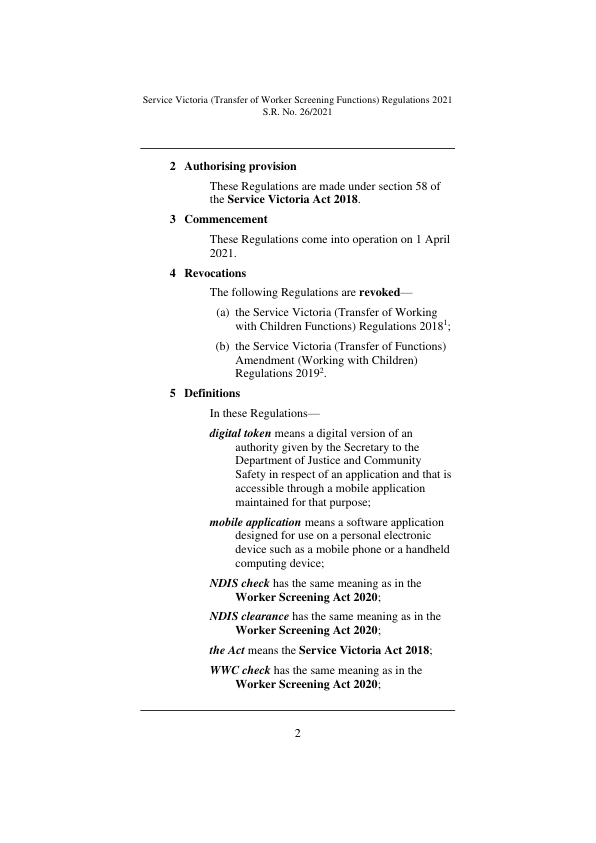 Service Victoria (Transfer of Worker Screening Functions) Regulations 2021
S.R. No. 26/2021
2 Authorising provision
These Regulations are made under section 58 of
the Service Victoria Act 2018.
3 Commencement
These Regulations come into operation on 1 April
2021.
4 Revocations
The following Regulations are revoked—
(a) the Service Victoria (Transfer of Working
with Children Functions) Regulations 2018¹;
(b) the Service Victoria (Transfer of Functions)
Amendment (Working with Children)
Regulations 2019².
5 Definitions
In these Regulations—
digital token means a digital version of an
authority given by the Secretary to the
Department of Justice and Community
Safety in respect of an application and that is
accessible through a mobile application
maintained for that purpose;
mobile application means a software application
designed for use on a personal electronic
device such as a mobile phone or a handheld
computing device;
NDIS check has the same meaning as in the
Worker Screening Act 2020;
NDIS clearance has the same meaning as in the
Worker Screening Act 2020;
the Act means the Service Victoria Act 2018;
WWC check has the same meaning as in the
Worker Screening Act 2020;
2